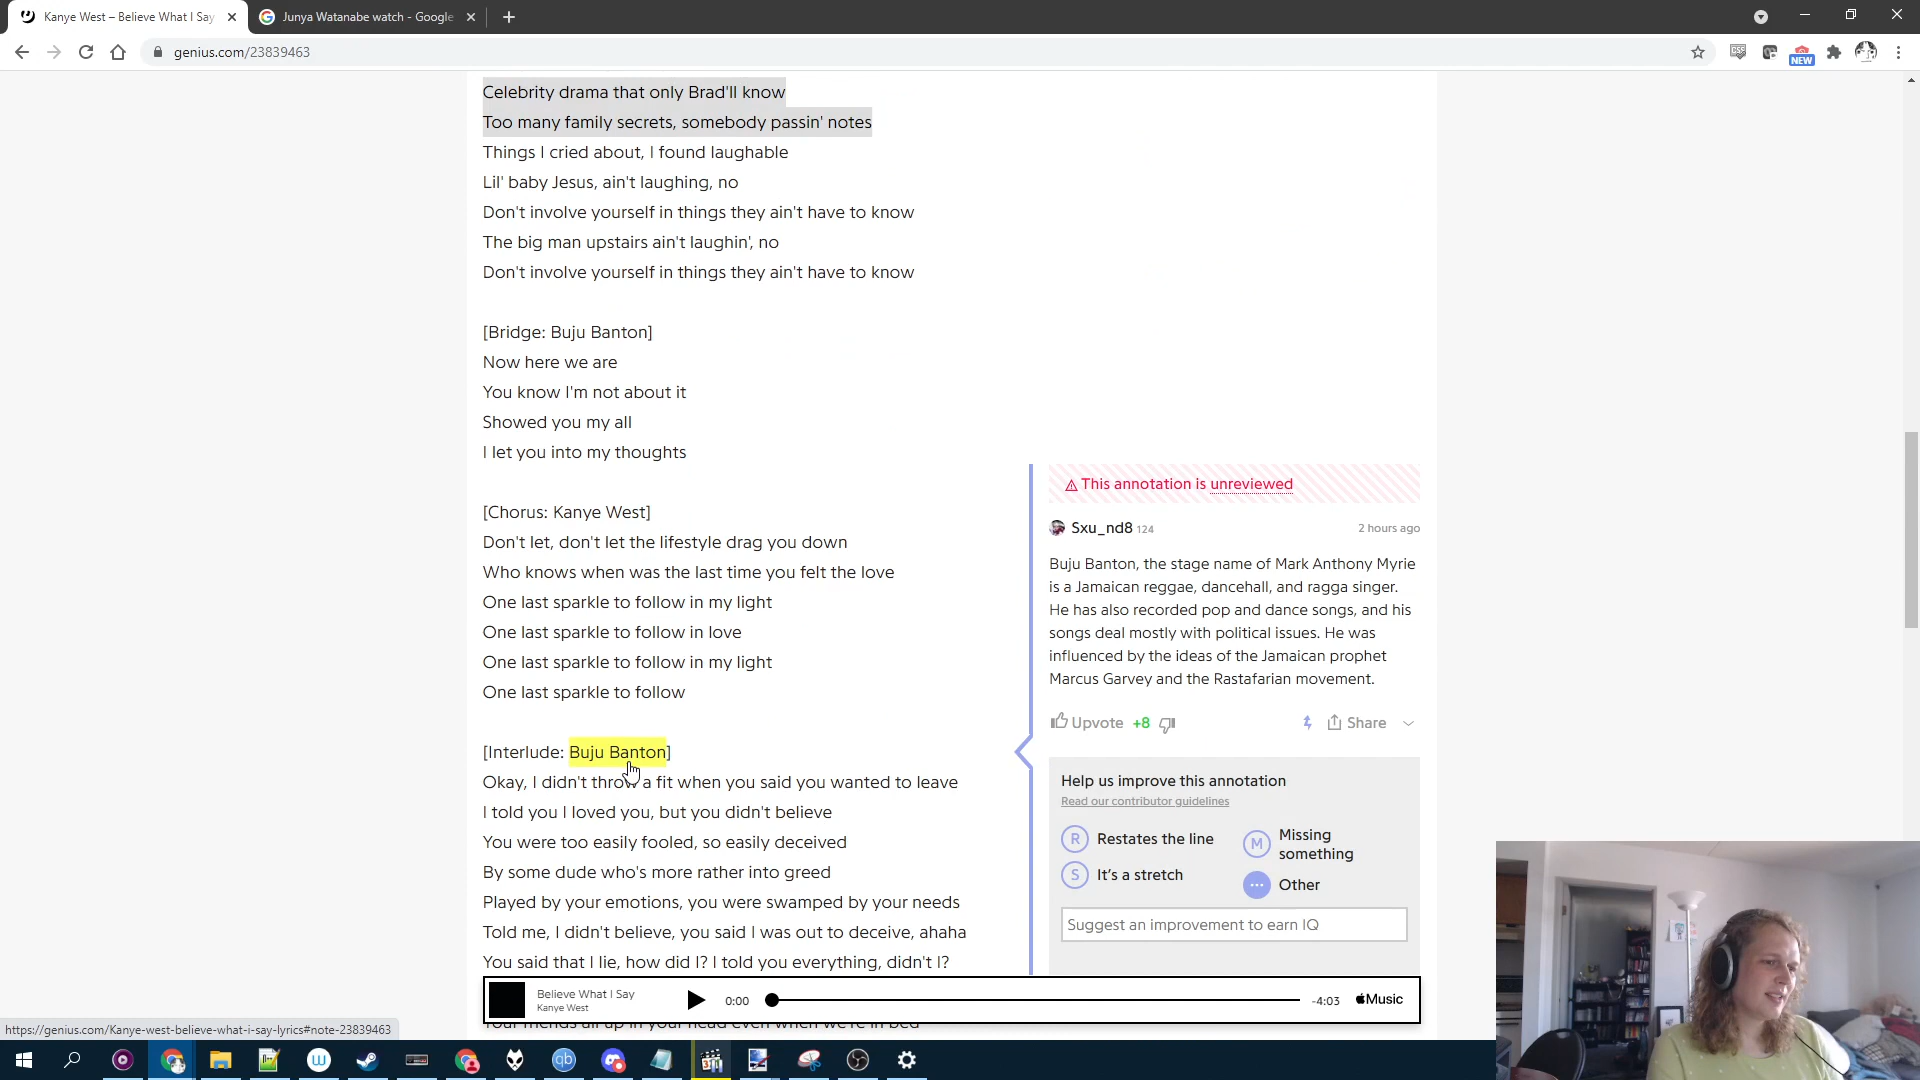 Kanye West – Believe What I Say
Junya Watanabe watch - Google
genius.com/23839463
NEW
Celebrity drama that only Brad'll know
Too many family secrets, somebody passin' notes
Things I cried about, I found laughable
Lil' baby Jesus, ain't laughing, no
Don't involve yourself in things they ain't have to know
The big man upstairs ain't laughin', no
Don't involve yourself in things they ain't have to know
[Bridge: Buju Banton]
Now here we are
You know I'm not about it
Showed you my all
I let you into my thoughts
[Chorus: Kanye West]
Don't let, don't let the lifestyle drag you down
Who knows when was the last time you felt the love
One last sparkle to follow in my light
One last sparkle to follow in love
One last sparkle to follow in my light
One last sparkle to follow
[Interlude: Buju Banton]
Okay, I didn't throw a fit when you said you wanted to leave
I told you I loved you, but you didn't believe
You were too easily fooled, so easily deceived
By some dude who's more rather into greed
Played by your emotions, you were swamped by your needs
Told me, I didn't believe, you said I was out to deceive, ahaha
You said that I lie, how did I? I told you everything, didn't I?
Your friends all up in your head even when we're in bed
This annotation is unreviewed
Sxu_nd8 124
2 hours ago
Buju Banton, the stage name of Mark Anthony Myrie
is a Jamaican reggae, dancehall, and ragga singer.
He has also recorded pop and dance songs, and his
songs deal mostly with political issues. He was
influenced by the ideas of the Jamaican prophet
Marcus Garvey and the Rastafarian movement.
Upvote +8
Share
Help us improve this annotation
Read our contributor guidelines
R Restates the line
M Missing
something
S It's a stretch
Other
Suggest an improvement to earn IQ
Believe What I Say
Kanye West
0:00
-4:03
Music
https://genius.com/Kanye-west-believe-what-i-say-lyrics#note-23839463